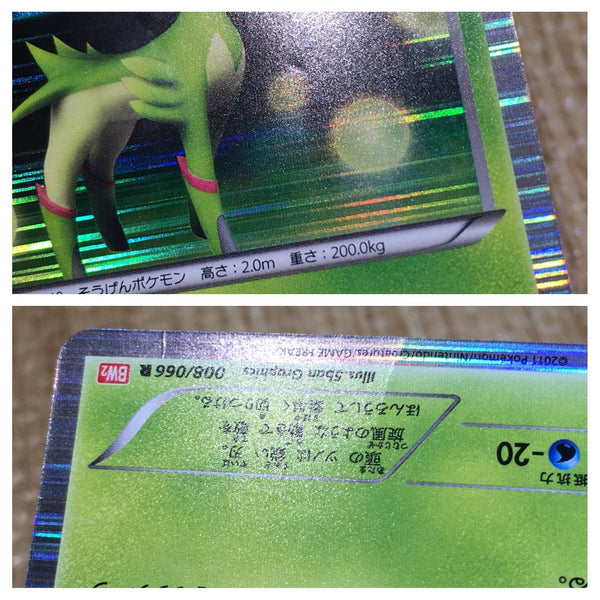 そうげんポケモン 高さ：2.0m 重さ：200.0kg
抵抗力
-20
頭のツノは 鋭い 刃。
旋風のような 動きで 敵を
ほんろうして 素早く 切りつける。
Illus. 5ban Graphics 008/066 R BW2
©2011 Pokémon/Nintendo/Creatures/GAME FREAK.